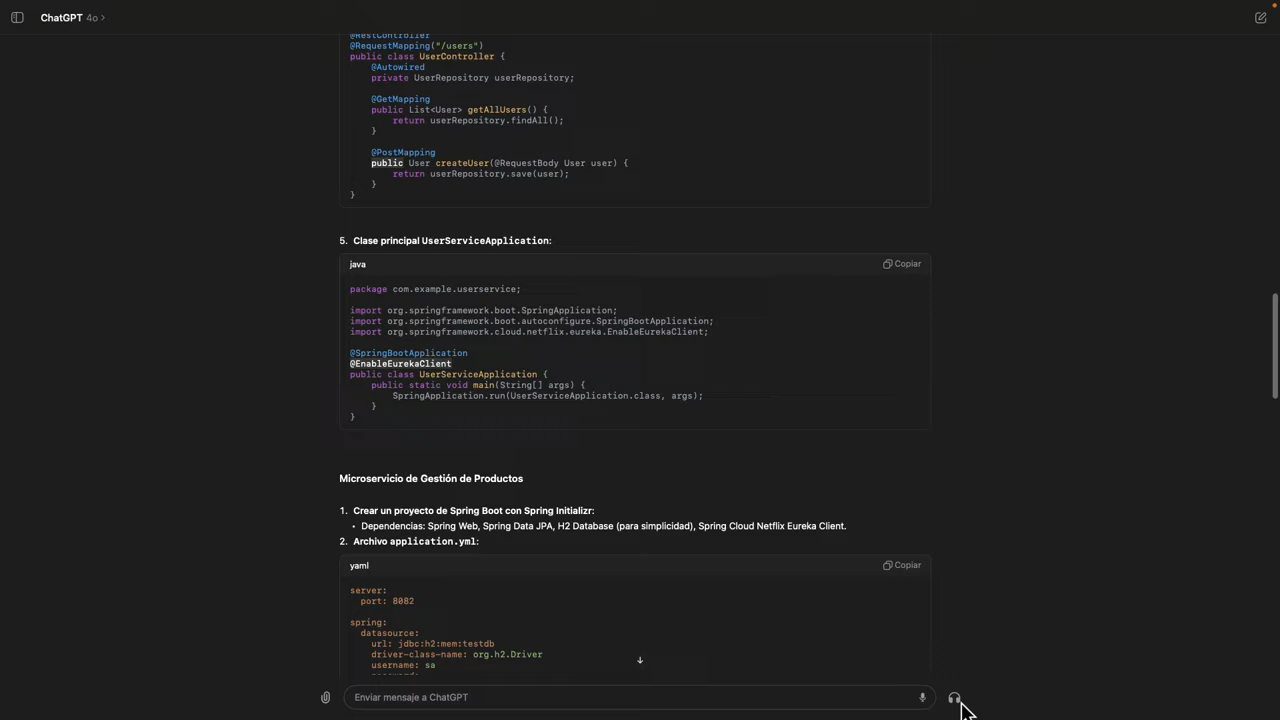 ChatGPT 4o >
@RestController
@RequestMapping("/users")
public class UserController {
@Autowired
private UserRepository userRepository;
@GetMapping
public List<User> getAllUsers() {
return userRepository.findAll();
}
@PostMapping
public User createUser(@RequestBody User user) {
return userRepository.save(user);
}
}
5. Clase principal UserServiceApplication:
java
Copiar
package com.example.userservice;
import org.springframework.boot.SpringApplication;
import org.springframework.boot.autoconfigure.SpringBootApplication;
import org.springframework.cloud.netflix.eureka.EnableEurekaClient;
@SpringBootApplication
@EnableEurekaClient
public class UserServiceApplication {
public static void main(String[] args) {
SpringApplication.run(UserServiceApplication.class, args);
}
}
Microservicio de Gestión de Productos
1. Crear un proyecto de Spring Boot con Spring Initializr:
• Dependencias: Spring Web, Spring Data JPA, H2 Database (para simplicidad), Spring Cloud Netflix Eureka Client.
2. Archivo application.yml:
yaml
Copiar
server:
port: 8082
spring:
datasource:
url: jdbc:h2:mem:testdb
driver-class-name: org.h2.Driver
username: sa
Enviar mensaje a ChatGPT